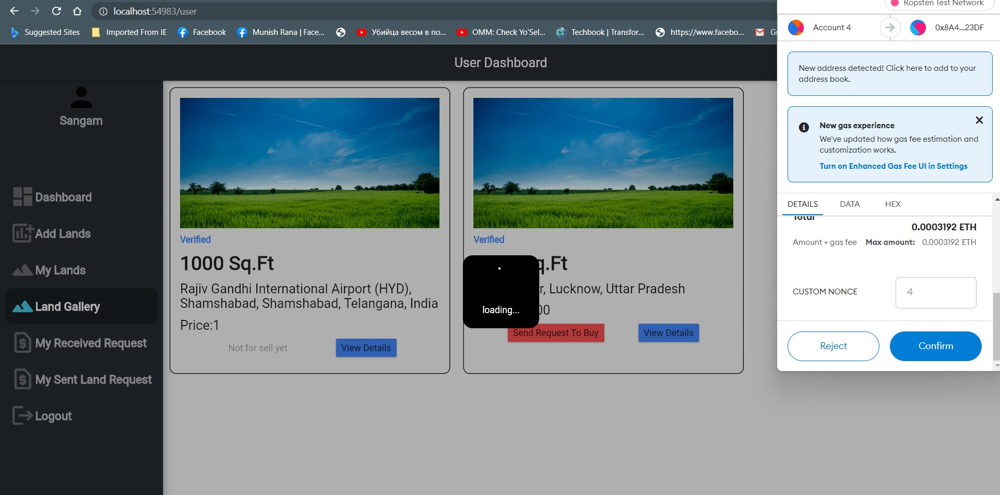 localhost:54983/user
Suggested Sites
Imported From IE
Facebook
Munish Rana | Face...
Убийца весом в по...
OMM: Check Yo'Sel...
Techbook | Transfor...
https://www.facebo...
User Dashboard
Sangam
Dashboard
Add Lands
My Lands
Land Gallery
My Received Request
My Sent Land Request
Logout
Verified
1000 Sq.Ft
Rajiv Gandhi International Airport (HYD),
Shamshabad, Shamshabad, Telangana, India
Price:1
Not for sell yet
View Details
Verified
q.Ft
r, Lucknow, Uttar Pradesh
00
loading...
Send Request To Buy
View Details
Ropsten Test Network
Account 4
0x8A4...23DF
New address detected! Click here to add to your
address book.
New gas experience
We've updated how gas fee estimation and
customization works.
Turn on Enhanced Gas Fee UI in Settings
DETAILS
DATA
HEX
Total
0.0003192 ETH
Amount + gas fee
Max amount: 0.0003192 ETH
CUSTOM NONCE
4
Reject
Confirm